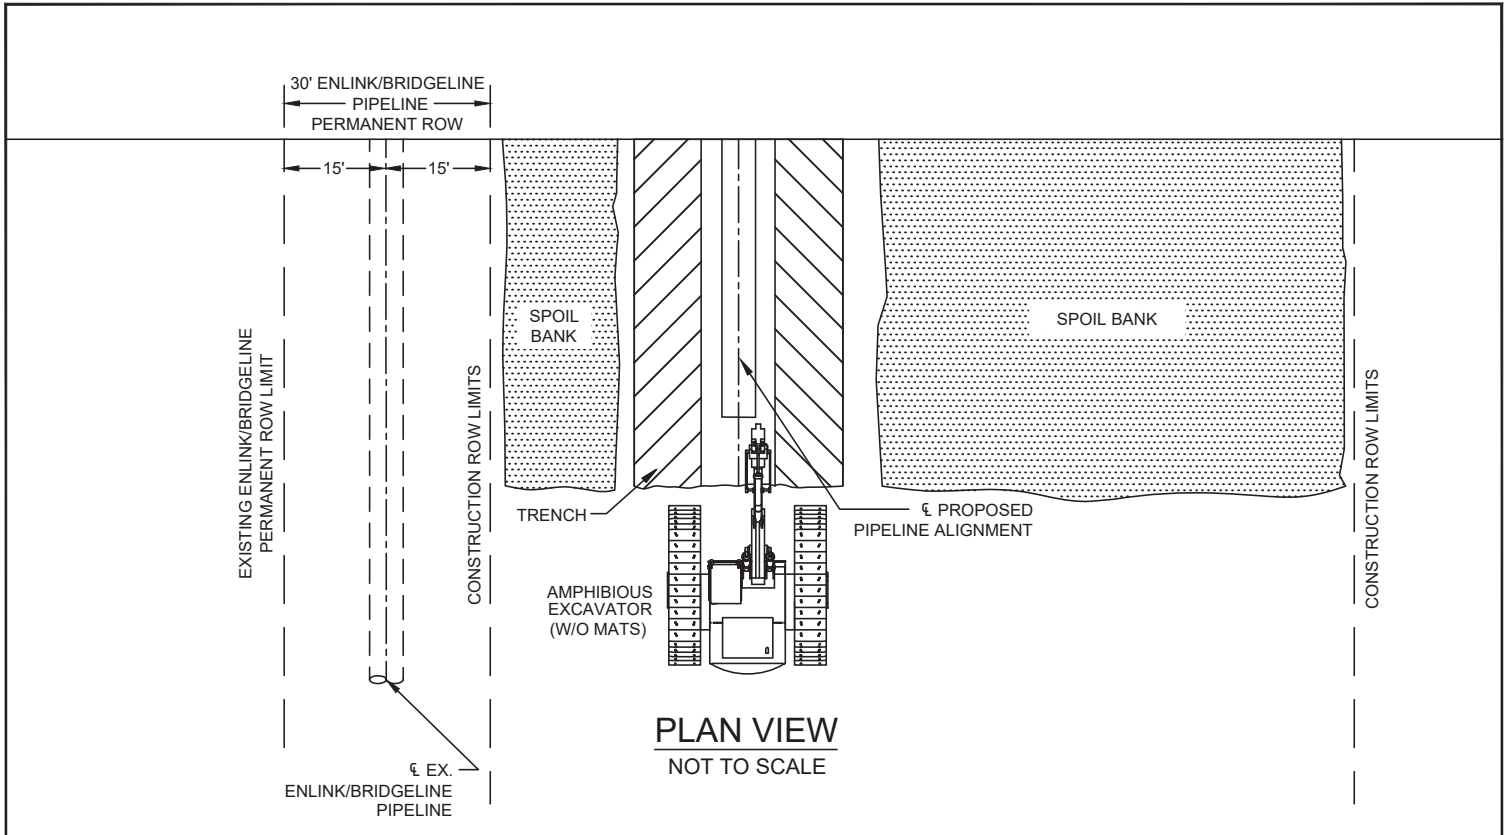 30' ENLINK/BRIDGELINE
PIPELINE
PERMANENT ROW
15'
15'
SPOIL
BANK
SPOIL BANK
EXISTING ENLINK/BRIDGELINE
PERMANENT ROW LIMIT
CONSTRUCTION ROW LIMITS
CONSTRUCTION ROW LIMITS
TRENCH
℄ PROPOSED
PIPELINE ALIGNMENT
AMPHIBIOUS
EXCAVATOR
(W/O MATS)
PLAN VIEW
NOT TO SCALE
℄ EX.
ENLINK/BRIDGELINE
PIPELINE